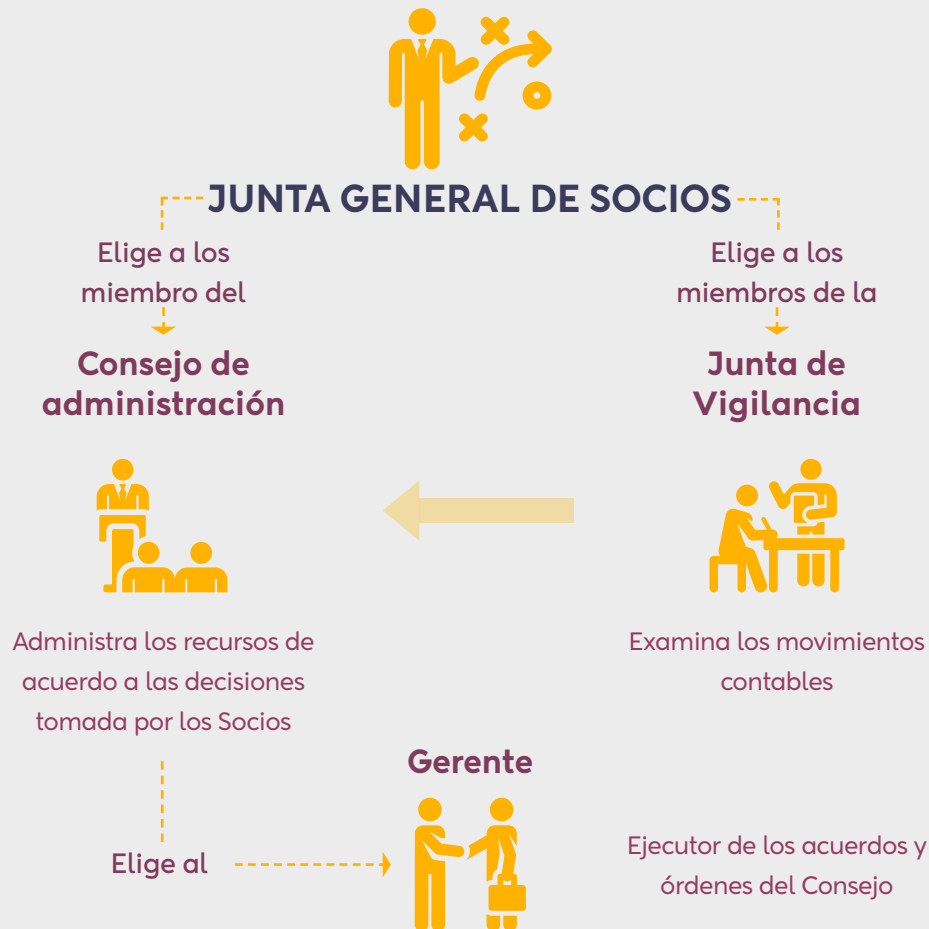 JUNTA GENERAL DE SOCIOS
Elige a los
miembro del
Elige a los
miembros de la
Consejo de
administración
Junta de
Vigilancia
Administra los recursos de
acuerdo a las decisiones
tomada por los Socios
Examina los movimientos
contables
Gerente
Elige al
Ejecutor de los acuerdos y
órdenes del Consejo